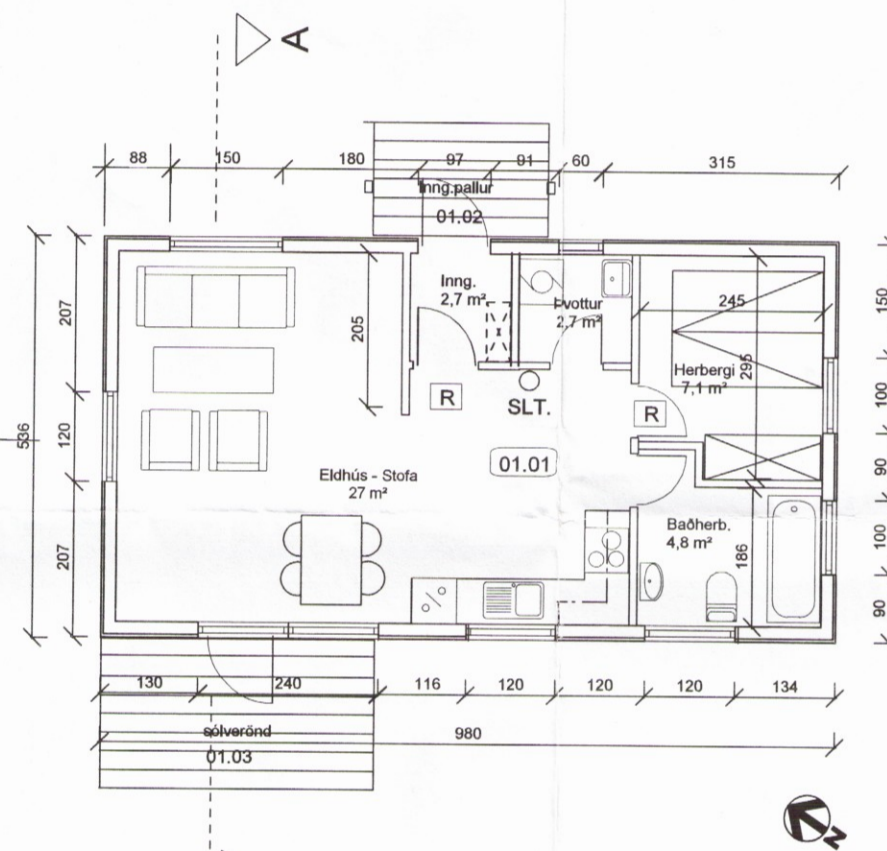 A
88 150 180 97 91 60 315
Inng.pallur
01.02
Inng.
2,7 m²
Þvottur
2,7 m²
207
120
207
536
205
245
295
Herbergi
7,1 m²
R
SLT.
R
01.01
Eldhús - Stofa
27 m²
Baðherb.
4,8 m²
186
150
100
90
100
90
130 240 116 120 120 120 134
sólverönd
980
01.03
N